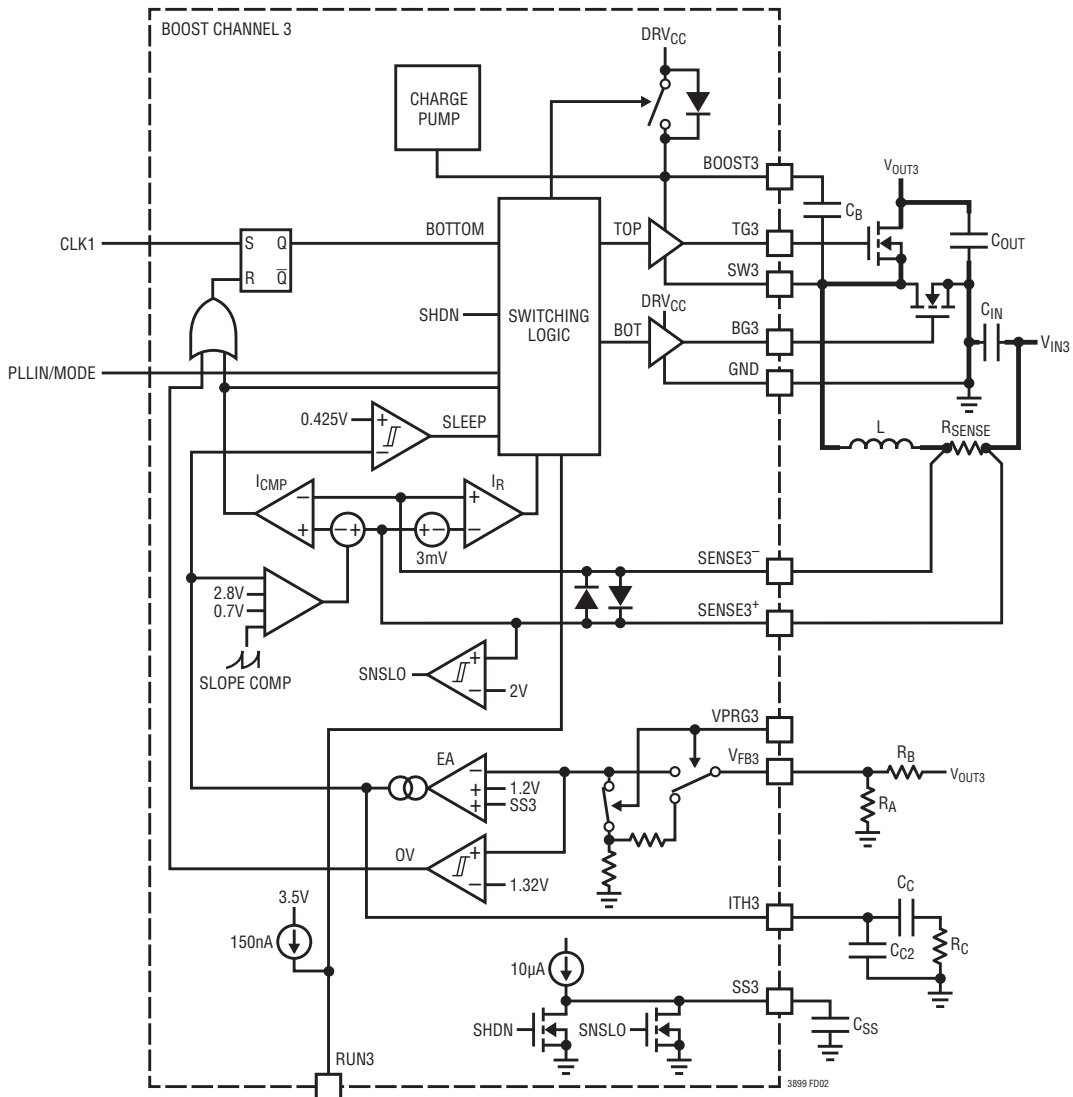 BOOST CHANNEL 3
DRVCC
CHARGE
PUMP
BOOST3
VOUT3
CB
CLK1
S Q
R Q̅
BOTTOM
TOP
TG3
COUT
SW3
SHDN
SWITCHING
LOGIC
DRVCC
BOT
BG3
CIN
VIN3
PLLIN/MODE
GND
0.425V
+
−
SLEEP
L
RSENSE
ICMP
−
+
− +
+ −
3mV
IR
+
−
SENSE3−
2.8V
0.7V
SENSE3+
SLOPE COMP
SNSLO
+
−
2V
VPRG3
EA
−
+
+
1.2V
SS3
VFB3
RB
VOUT3
RA
OV
+
−
1.32V
3.5V
150nA
ITH3
CC
CC2
RC
10µA
SS3
SHDN
SNSLO
CSS
RUN3
3899 FD02